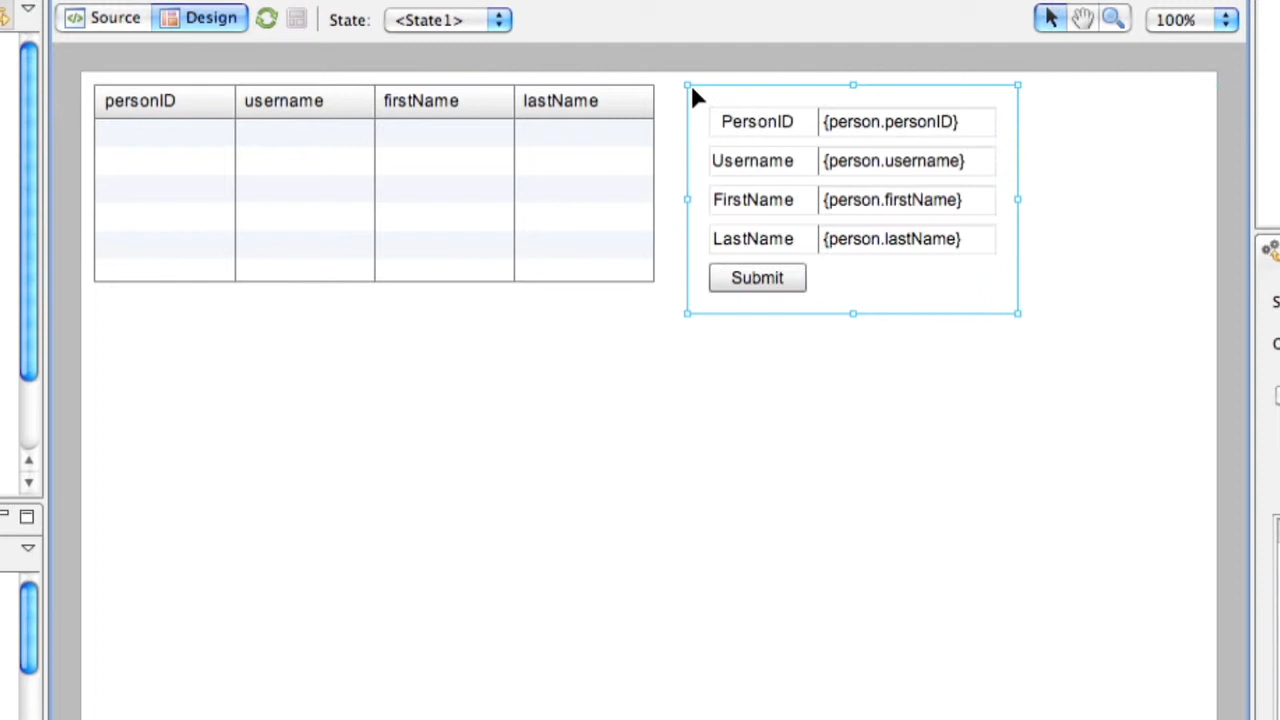 Source Design State: <State1> 100%
personID username firstName lastName
PersonID {person.personID}
Username {person.username}
FirstName {person.firstName}
LastName {person.lastName}
Submit